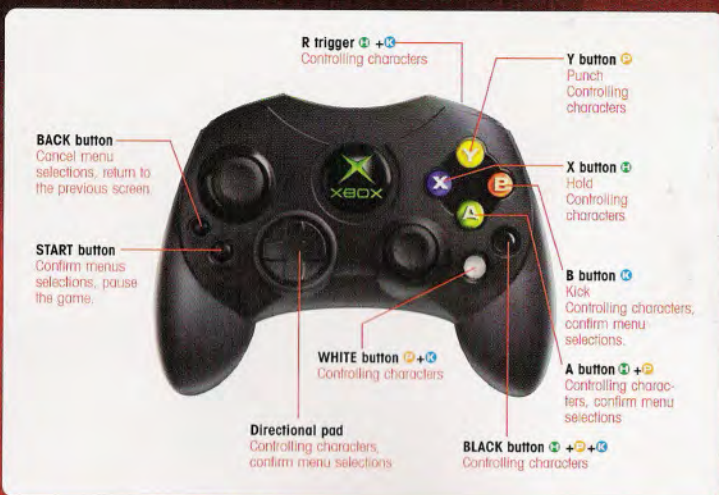 R trigger H + K
Controlling characters
Y button P
Punch
Controlling
characters
BACK button
Cancel menu
selections, return to
the previous screen
X button H
Hold
Controlling
characters
START button
Confirm menus
selections, pause
the game.
XBOX
Y
X
B
A
B button K
Kick
Controlling characters,
confirm menu
selections.
WHITE button P+K
Controlling characters
A button H + P
Controlling charac-
ters, confirm menu
selections
Directional pad
Controlling characters,
confirm menu selections
BLACK button H +P+K
Controlling characters